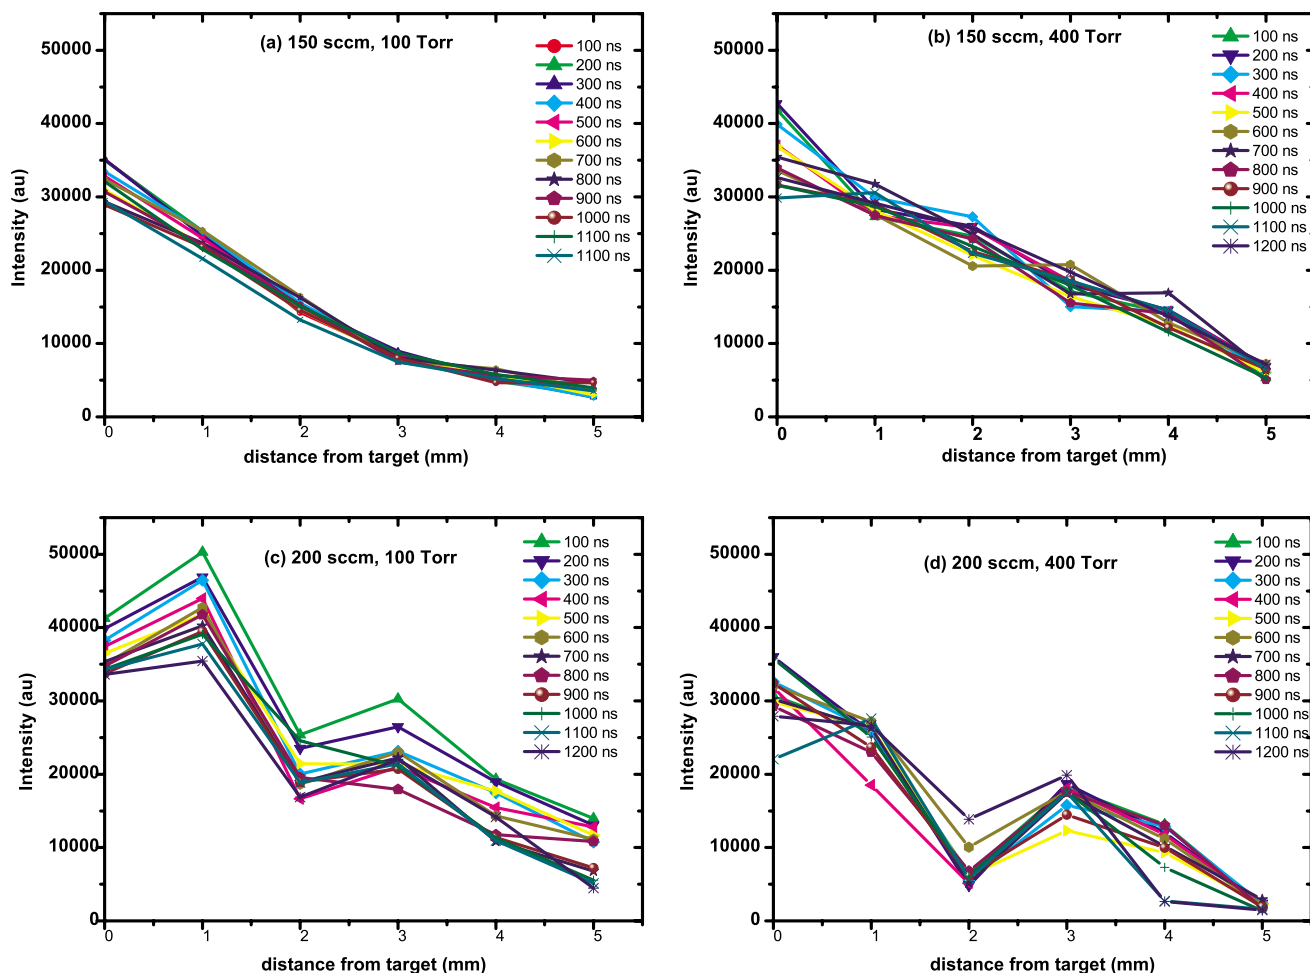 (a) 150 sccm, 100 Torr
100 ns
200 ns
300 ns
400 ns
500 ns
600 ns
700 ns
800 ns
900 ns
1000 ns
1100 ns
1100 ns
50000
40000
30000
20000
10000
0
Intensity (au)
0 1 2 3 4 5
distance from target (mm)
(b) 150 sccm, 400 Torr
100 ns
200 ns
300 ns
400 ns
500 ns
600 ns
700 ns
800 ns
900 ns
1000 ns
1100 ns
1200 ns
50000
40000
30000
20000
10000
0
Intensity (au)
0 1 2 3 4 5
distance from target (mm)
(c) 200 sccm, 100 Torr
100 ns
200 ns
300 ns
400 ns
500 ns
600 ns
700 ns
800 ns
900 ns
1000 ns
1100 ns
1200 ns
50000
40000
30000
20000
10000
0
Intensity (au)
0 1 2 3 4 5
distance from target (mm)
(d) 200 sccm, 400 Torr
100 ns
200 ns
300 ns
400 ns
500 ns
600 ns
700 ns
800 ns
900 ns
1000 ns
1100 ns
1200 ns
50000
40000
30000
20000
10000
0
Intensity (au)
0 1 2 3 4 5
distance from target (mm)